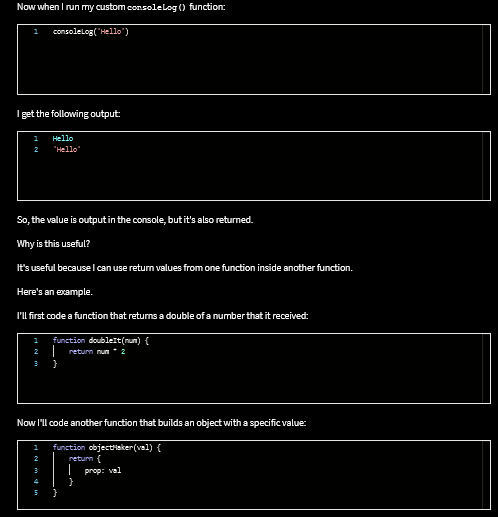 Now when I run my custom consoleLog() function:
1 consoleLog('Hello')
I get the following output:
1 Hello
2 'Hello'
So, the value is output in the console, but it's also returned.
Why is this useful?
It's useful because I can use return values from one function inside another function.
Here's an example.
I'll first code a function that returns a double of a number that it received:
1 function doubleIt(num) {
2 return num * 2
3 }
Now I'll code another function that builds an object with a specific value:
1 function objectMaker(val) {
2 return {
3 prop: val
4 }
5 }